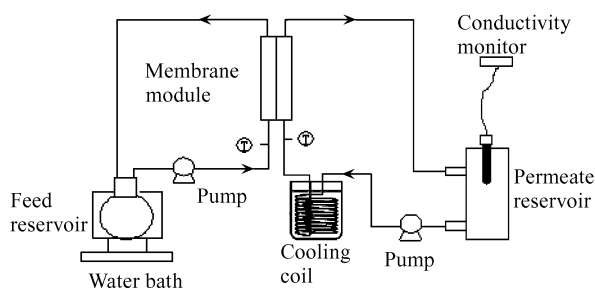 Conductivity
monitor
Membrane
module
T
T
Pump
Feed
reservoir
Permeate
reservoir
Cooling
coil
Pump
Water bath